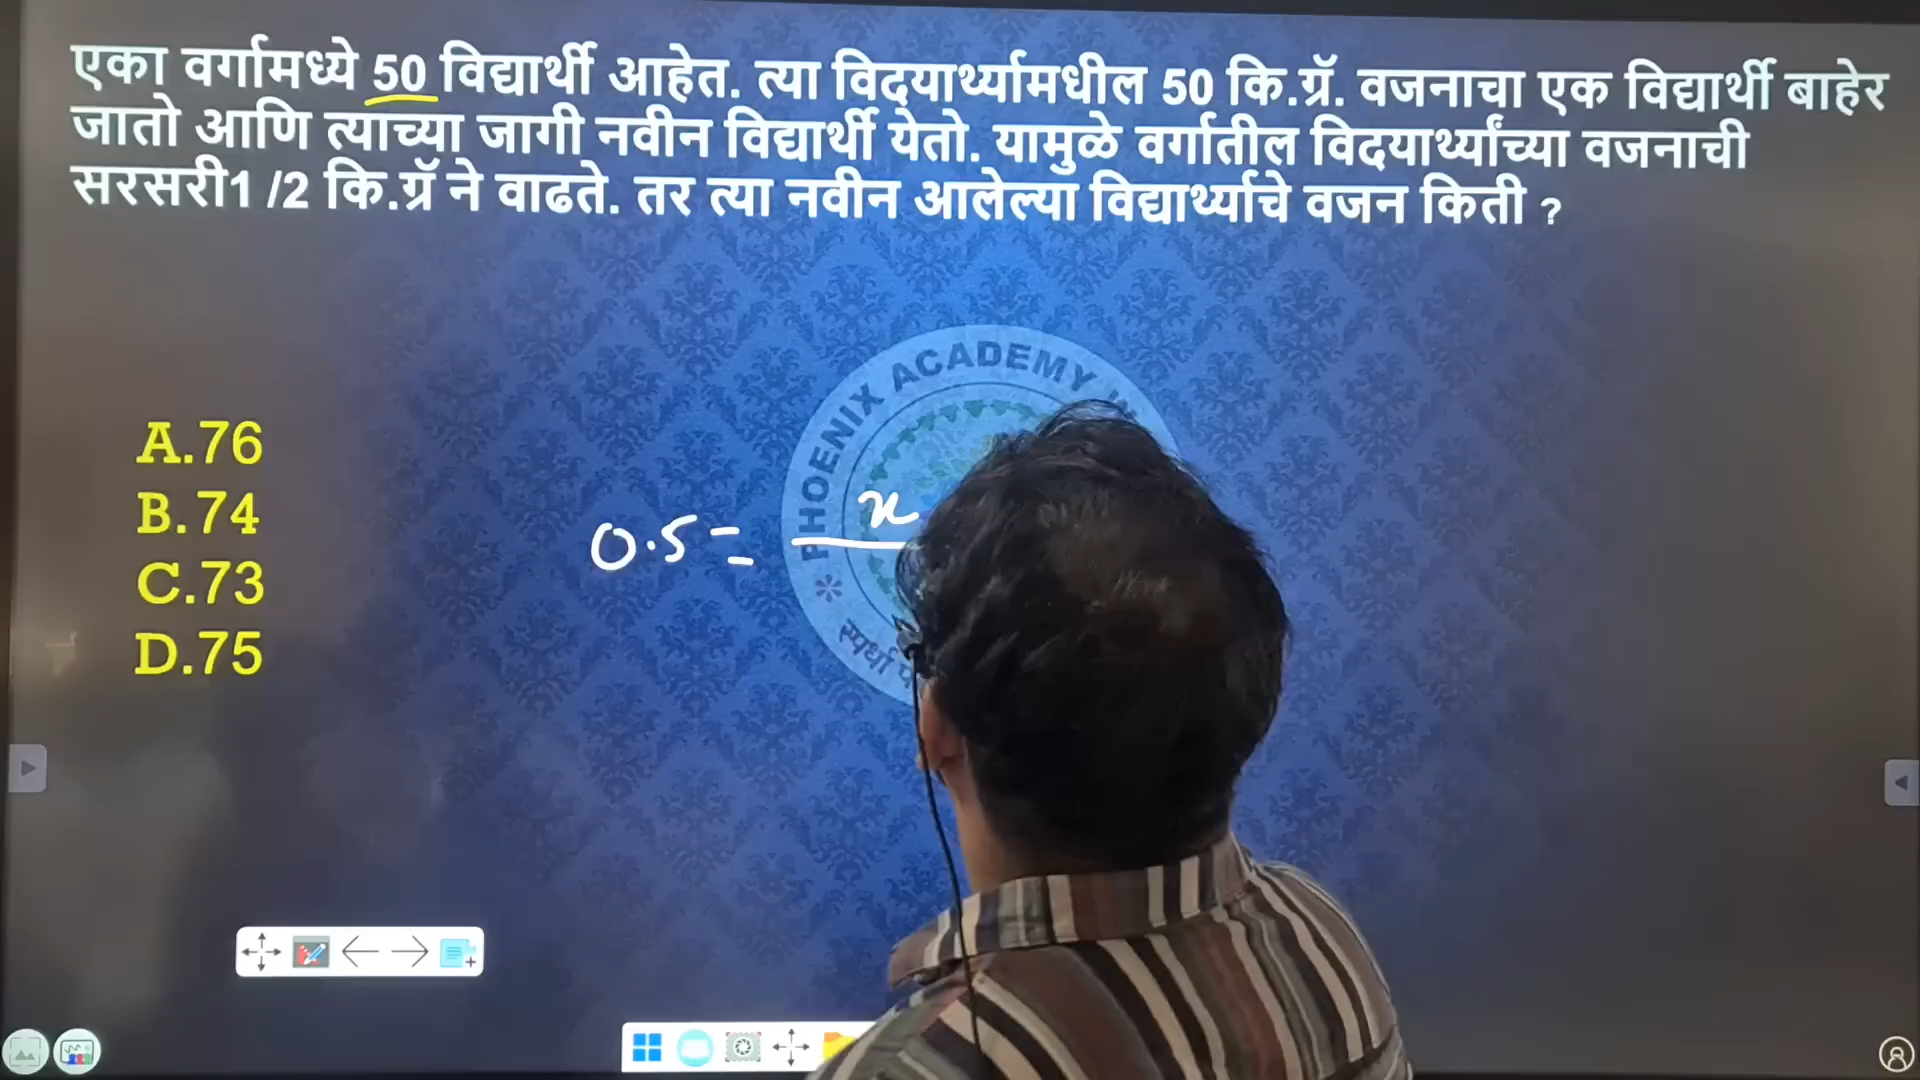 एका वर्गामध्ये 50 विद्यार्थी आहेत. त्या विदयार्थ्यामधील 50 कि.ग्रॅ. वजनाचा एक विद्यार्थी बाहेर
जातो आणि त्याच्या जागी नवीन विद्यार्थी येतो. यामुळे वर्गातील विदयार्थ्यांच्या वजनाची
सरसरी1 /2 कि.ग्रॅ ने वाढते. तर त्या नवीन आलेल्या विद्यार्थ्याचे वजन किती ?
PHOENIX ACADEMY
A.76
B.74
C.73
D.75
0.5 = x